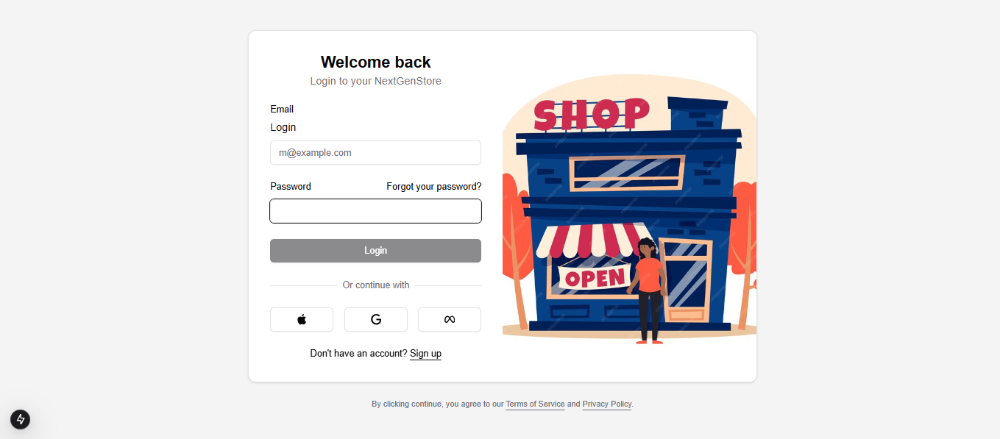 Welcome back
Login to your NextGenStore
Email
Login
m@example.com
Password Forgot your password?
Login
Or continue with
Don't have an account? Sign up
SHOP
OPEN
By clicking continue, you agree to our Terms of Service and Privacy Policy.